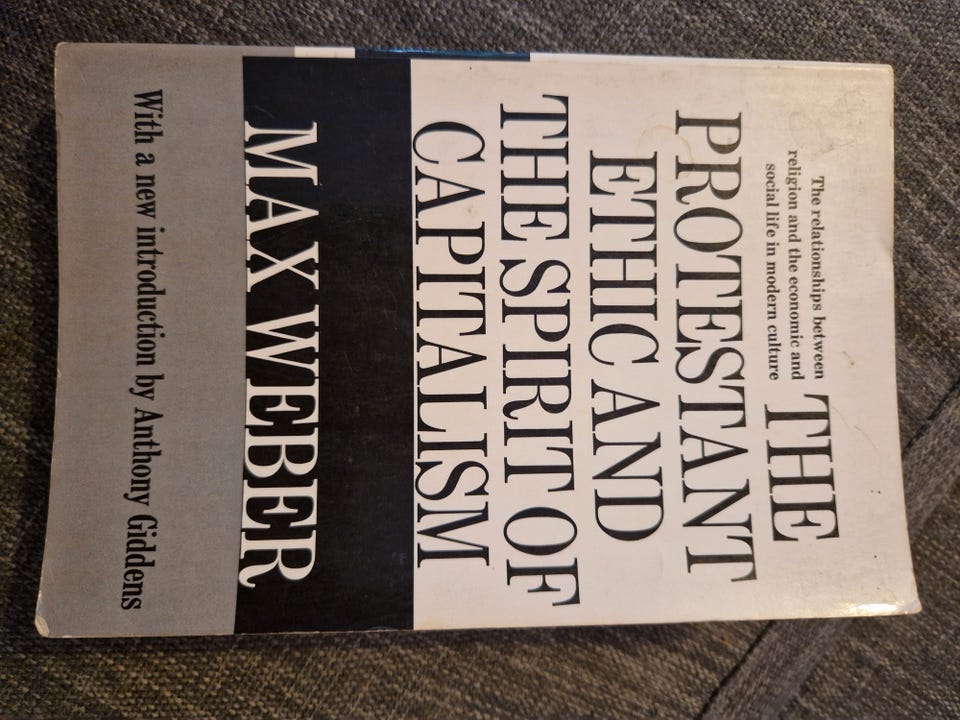 The relationships between
religion and the economic and
social life in modern culture
THE
PROTESTANT
ETHIC AND
THE SPIRIT OF
CAPITALISM
MAX WEBER
With a new introduction by Anthony Giddens